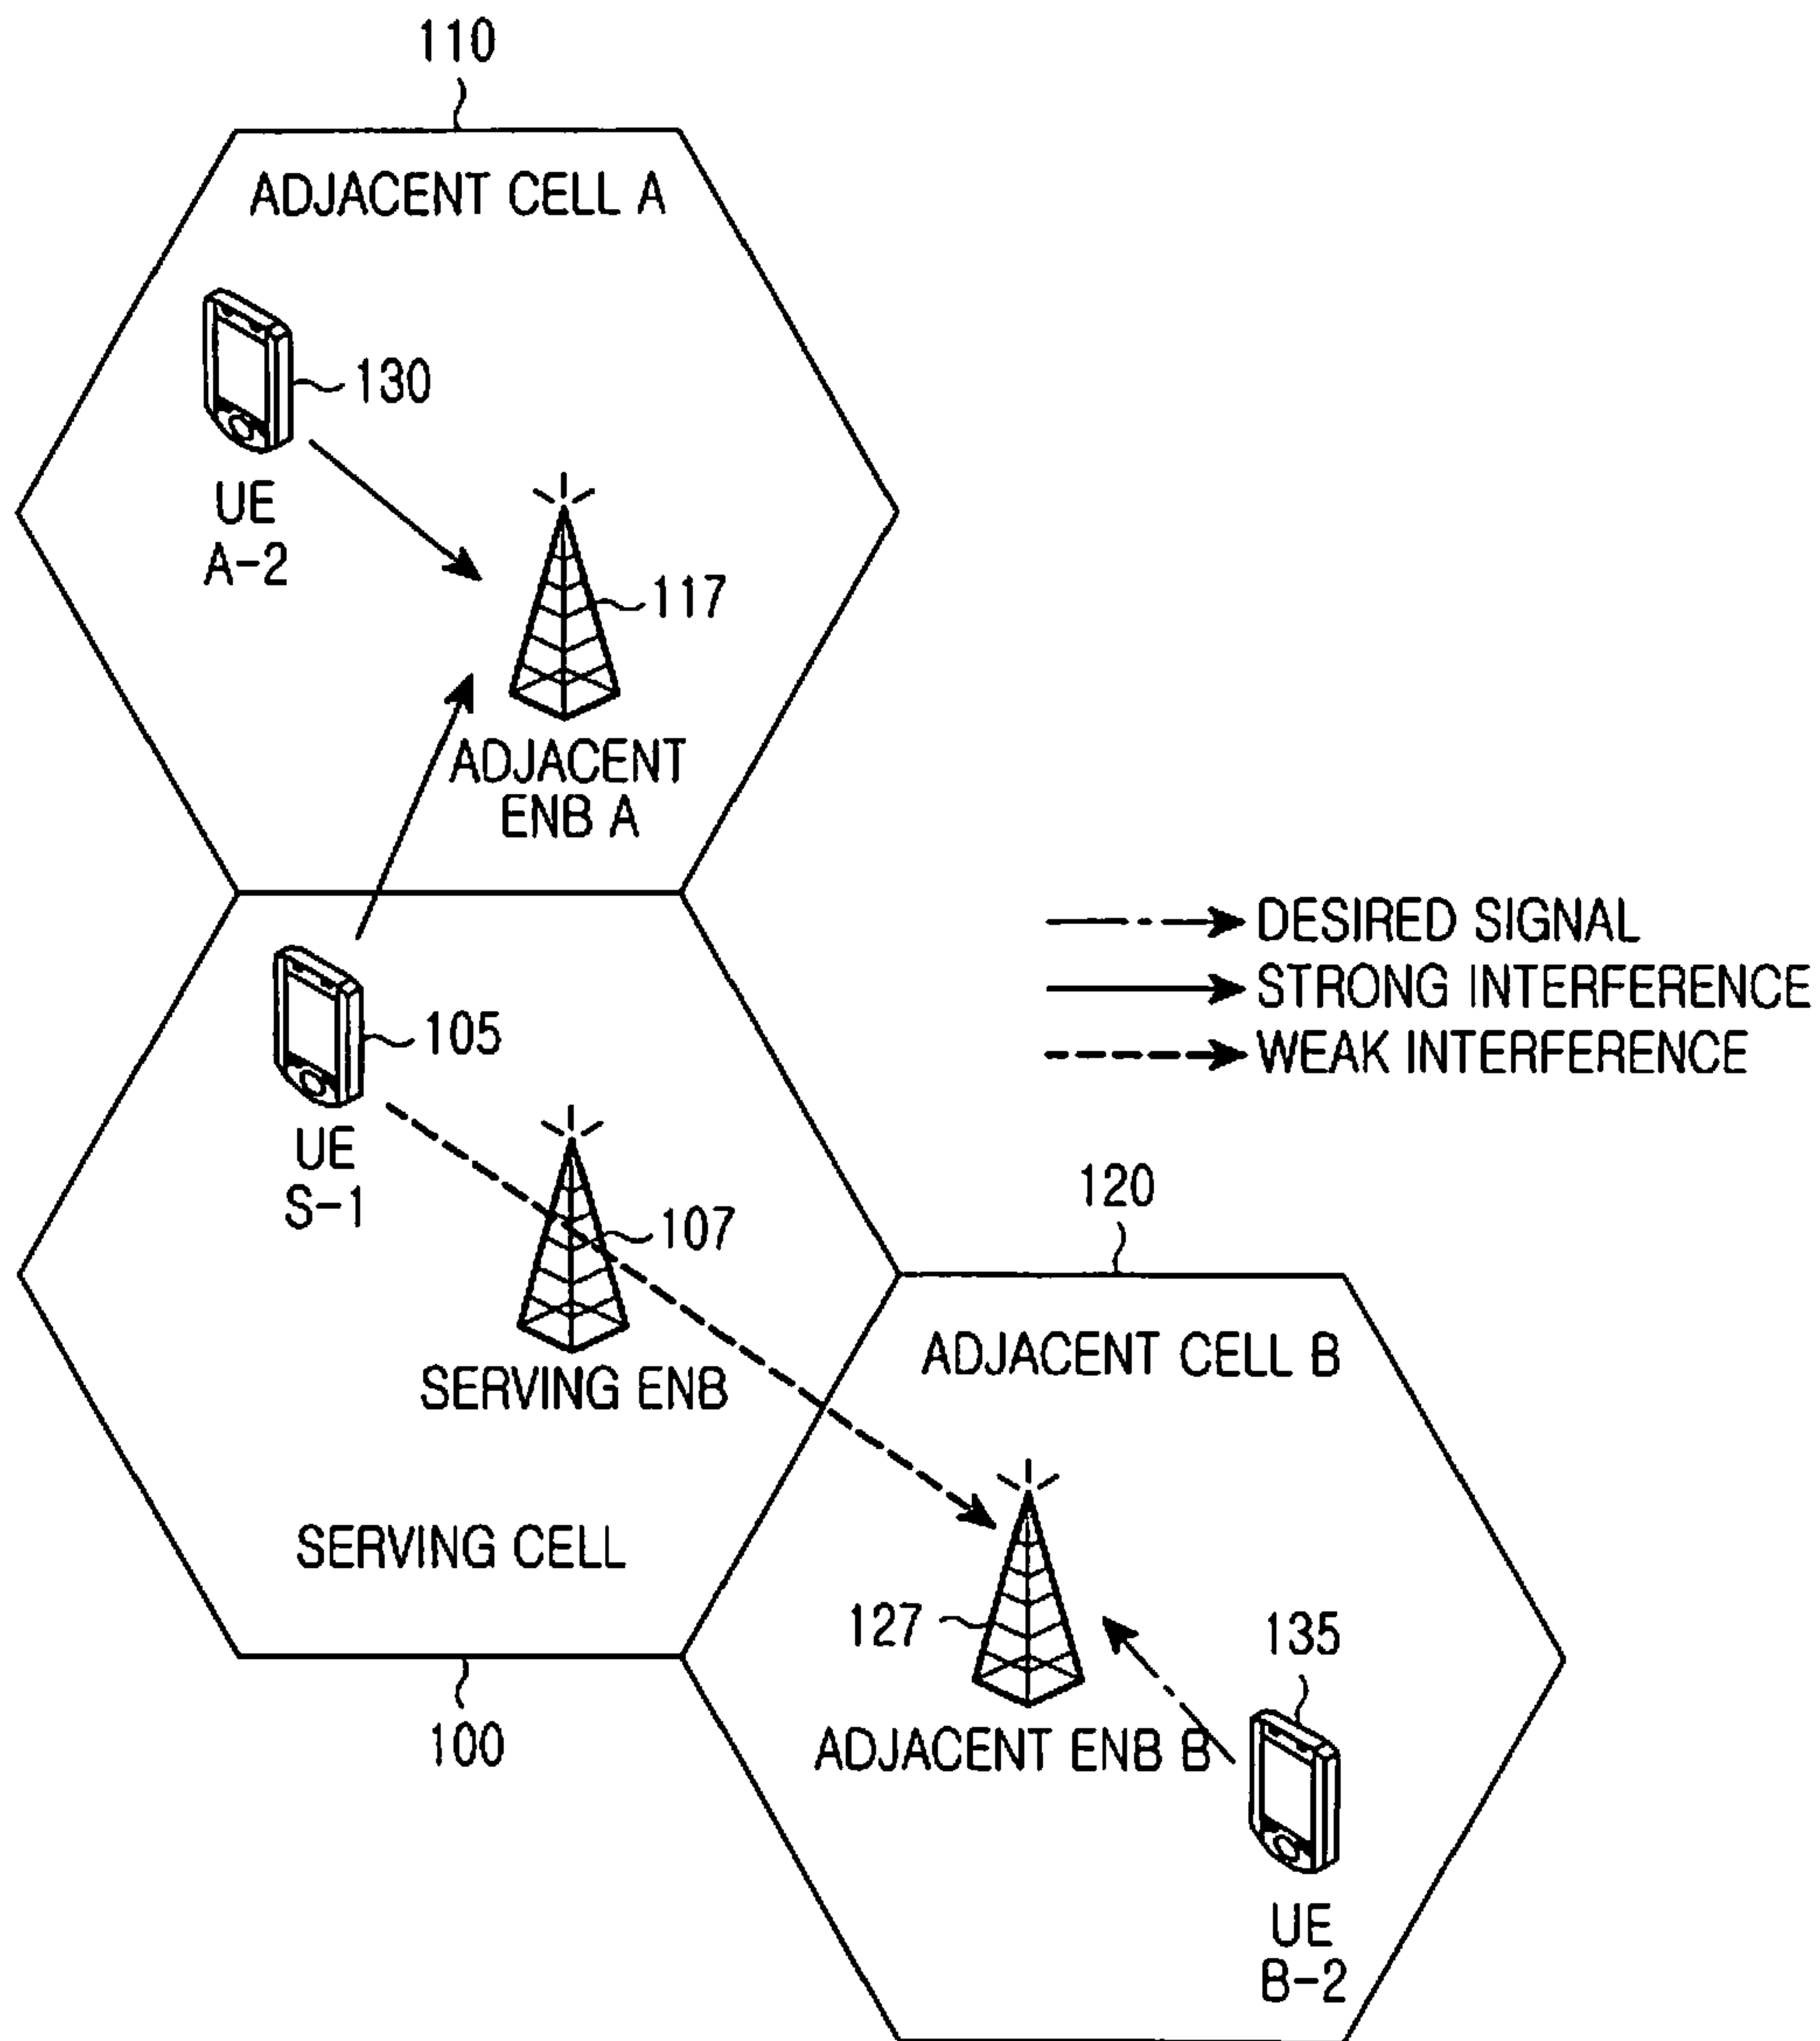 110
ADJACENT CELL A
130
UE
A-2
117
ADJACENT
ENB A
DESIRED SIGNAL
STRONG INTERFERENCE
WEAK INTERFERENCE
105
UE
S-1
107
SERVING ENB
SERVING CELL
100
120
ADJACENT CELL B
127
135
ADJACENT ENB B
UE
B-2